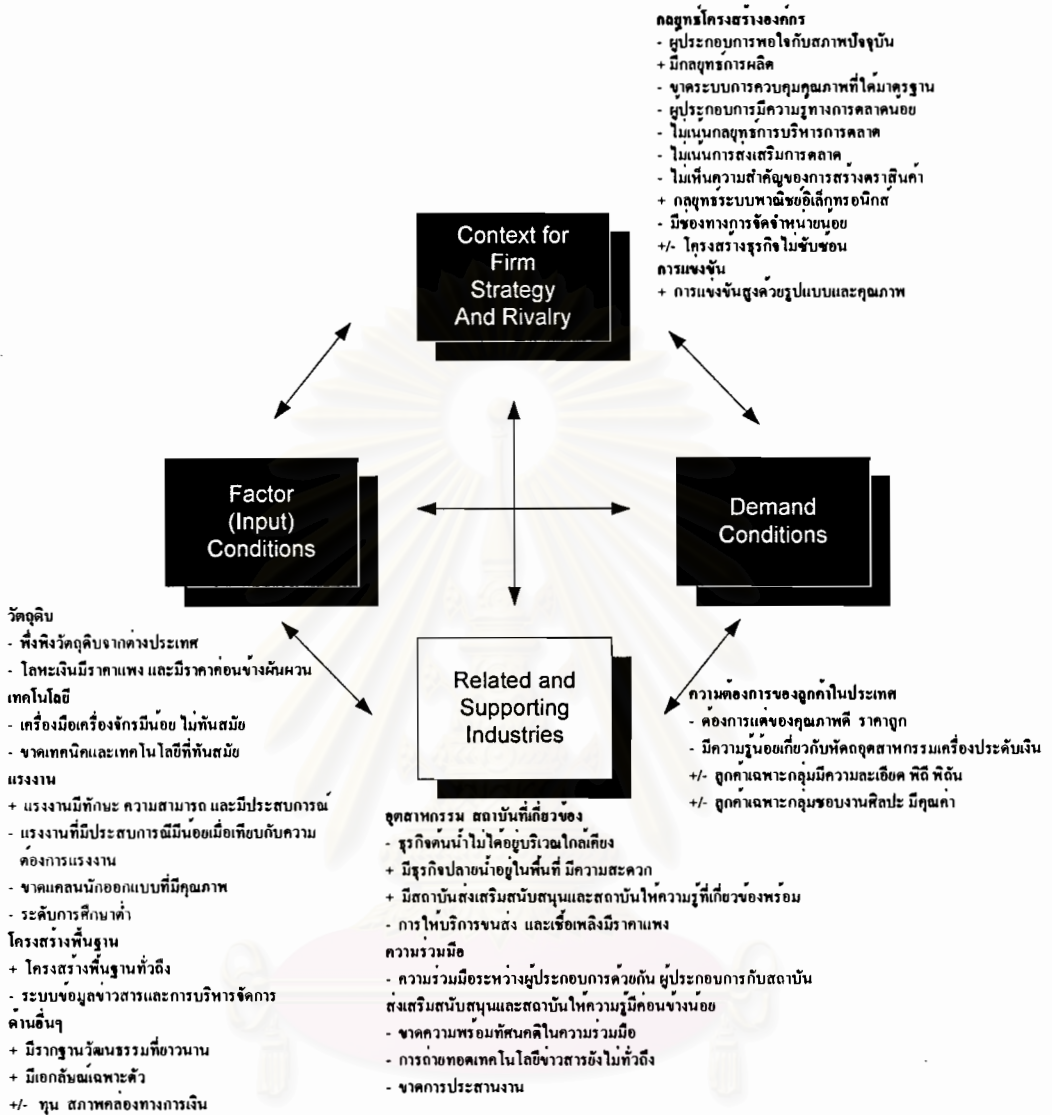 กลยุทธ์โครงสร้างองค์กร
- ผู้ประกอบการพอใจกับสภาพปัจจุบัน
+ มีกลยุทธ์การผลิต
- ขาดระบบการควบคุมคุณภาพที่ได้มาตรฐาน
- ผู้ประกอบการมีความรู้ทางการตลาดน้อย
- ไม่เน้นกลยุทธ์การบริหารการตลาด
- ไม่เน้นการส่งเสริมการตลาด
- ไม่เห็นความสำคัญของการสร้างตราสินค้า
+ กลยุทธ์ระบบพาณิชย์อิเล็กทรอนิกส์
- มีช่องทางการจัดจำหน่ายน้อย
+/- โครงสร้างธุรกิจไม่ซับซ้อน
การแข่งขัน
+ การแข่งขันสูงด้วยรูปแบบและคุณภาพ
Context for
Firm
Strategy
And Rivalry
Factor
(Input)
Conditions
Demand
Conditions
Related and
Supporting
Industries
วัตถุดิบ
- พึ่งพิงวัตถุดิบจากต่างประเทศ
- โลหะเงินมีราคาแพง และมีราคาค่อนข้างผันผวน
เทคโนโลยี
- เครื่องมือเครื่องจักรมีน้อย ไม่ทันสมัย
- ขาดเทคนิคและเทคโนโลยีที่ทันสมัย
แรงงาน
+ แรงงานมีทักษะ ความสามารถ และมีประสบการณ์
- แรงงานที่มีประสบการณ์มีน้อยเมื่อเทียบกับความ
ต้องการแรงงาน
- ขาดแคลนนักออกแบบที่มีคุณภาพ
- ระดับการศึกษาต่ำ
โครงสร้างพื้นฐาน
+ โครงสร้างพื้นฐานทั่วถึง
- ระบบข้อมูลข่าวสารและการบริหารจัดการ
ด้านอื่นๆ
+ มีรากฐานวัฒนธรรมที่ยาวนาน
+ มีเอกลักษณ์เฉพาะตัว
+/- ทุน สภาพคล่องทางการเงิน
ความต้องการของลูกค้าในประเทศ
- ต้องการแต่ของคุณภาพดี ราคาถูก
- มีความรู้น้อยเกี่ยวกับหัตถอุตสาหกรรมเครื่องประดับเงิน
+/- ลูกค้าเฉพาะกลุ่มมีความละเอียด พิถี พิถัน
+/- ลูกค้าเฉพาะกลุ่มชอบงานศิลปะ มีคุณค่า
อุตสาหกรรม สถาบันที่เกี่ยวข้อง
- ธุรกิจต้นน้ำไม่ได้อยู่บริเวณใกล้เคียง
+ มีธุรกิจปลายน้ำอยู่ในพื้นที่ มีความสะดวก
+ มีสถาบันส่งเสริมสนับสนุนและสถาบันให้ความรู้ที่เกี่ยวข้องพร้อม
- การให้บริการขนส่ง และเชื้อเพลิงมีราคาแพง
ความร่วมมือ
- ความร่วมมือระหว่างผู้ประกอบการด้วยกัน ผู้ประกอบการกับสถาบัน
ส่งเสริมสนับสนุนและสถาบันให้ความรู้มีค่อนข้างน้อย
- ขาดความพร้อมทัศนคติในความร่วมมือ
- การถ่ายทอดเทคโนโลยีข่าวสารยังไม่ทั่วถึง
- ขาดการประสานงาน